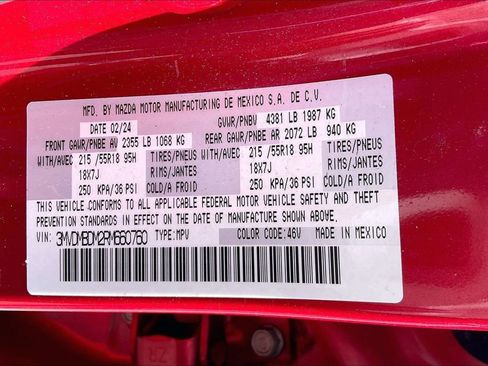 MFD. BY MAZDA MOTOR MANUFACTURING DE MEXICO S.A. DE C.V.
DATE 02/24 GVWR/PNBV 4381 LB 1987 KG
FRONT GAWR/PNBE AV 2355 LB 1068 KG REAR GAWR/PNBE AR 2072 LB 940 KG
WITH/AVEC 215 /55R18 95H TIRES/PNEUS WITH/AVEC 215 /55R18 95H TIRES/PNEUS
18X7J RIMS/JANTES 18X7J RIMS/JANTES
250 KPA/36 PSI COLD/A FROID 250 KPA/36 PSI COLD/A FROID
THIS VEHICLE CONFORMS TO ALL APPLICABLE FEDERAL MOTOR VEHICLE SAFETY AND THEFT
PREVENTION STANDARDS IN EFFECT ON THE DATE OF MANUFACTURE SHOWN ABOVE.
VIN: 3MVDMBDM2RM650760 TYPE: MPV COLOR CODE: 46V MADE IN MEXICO
ZR